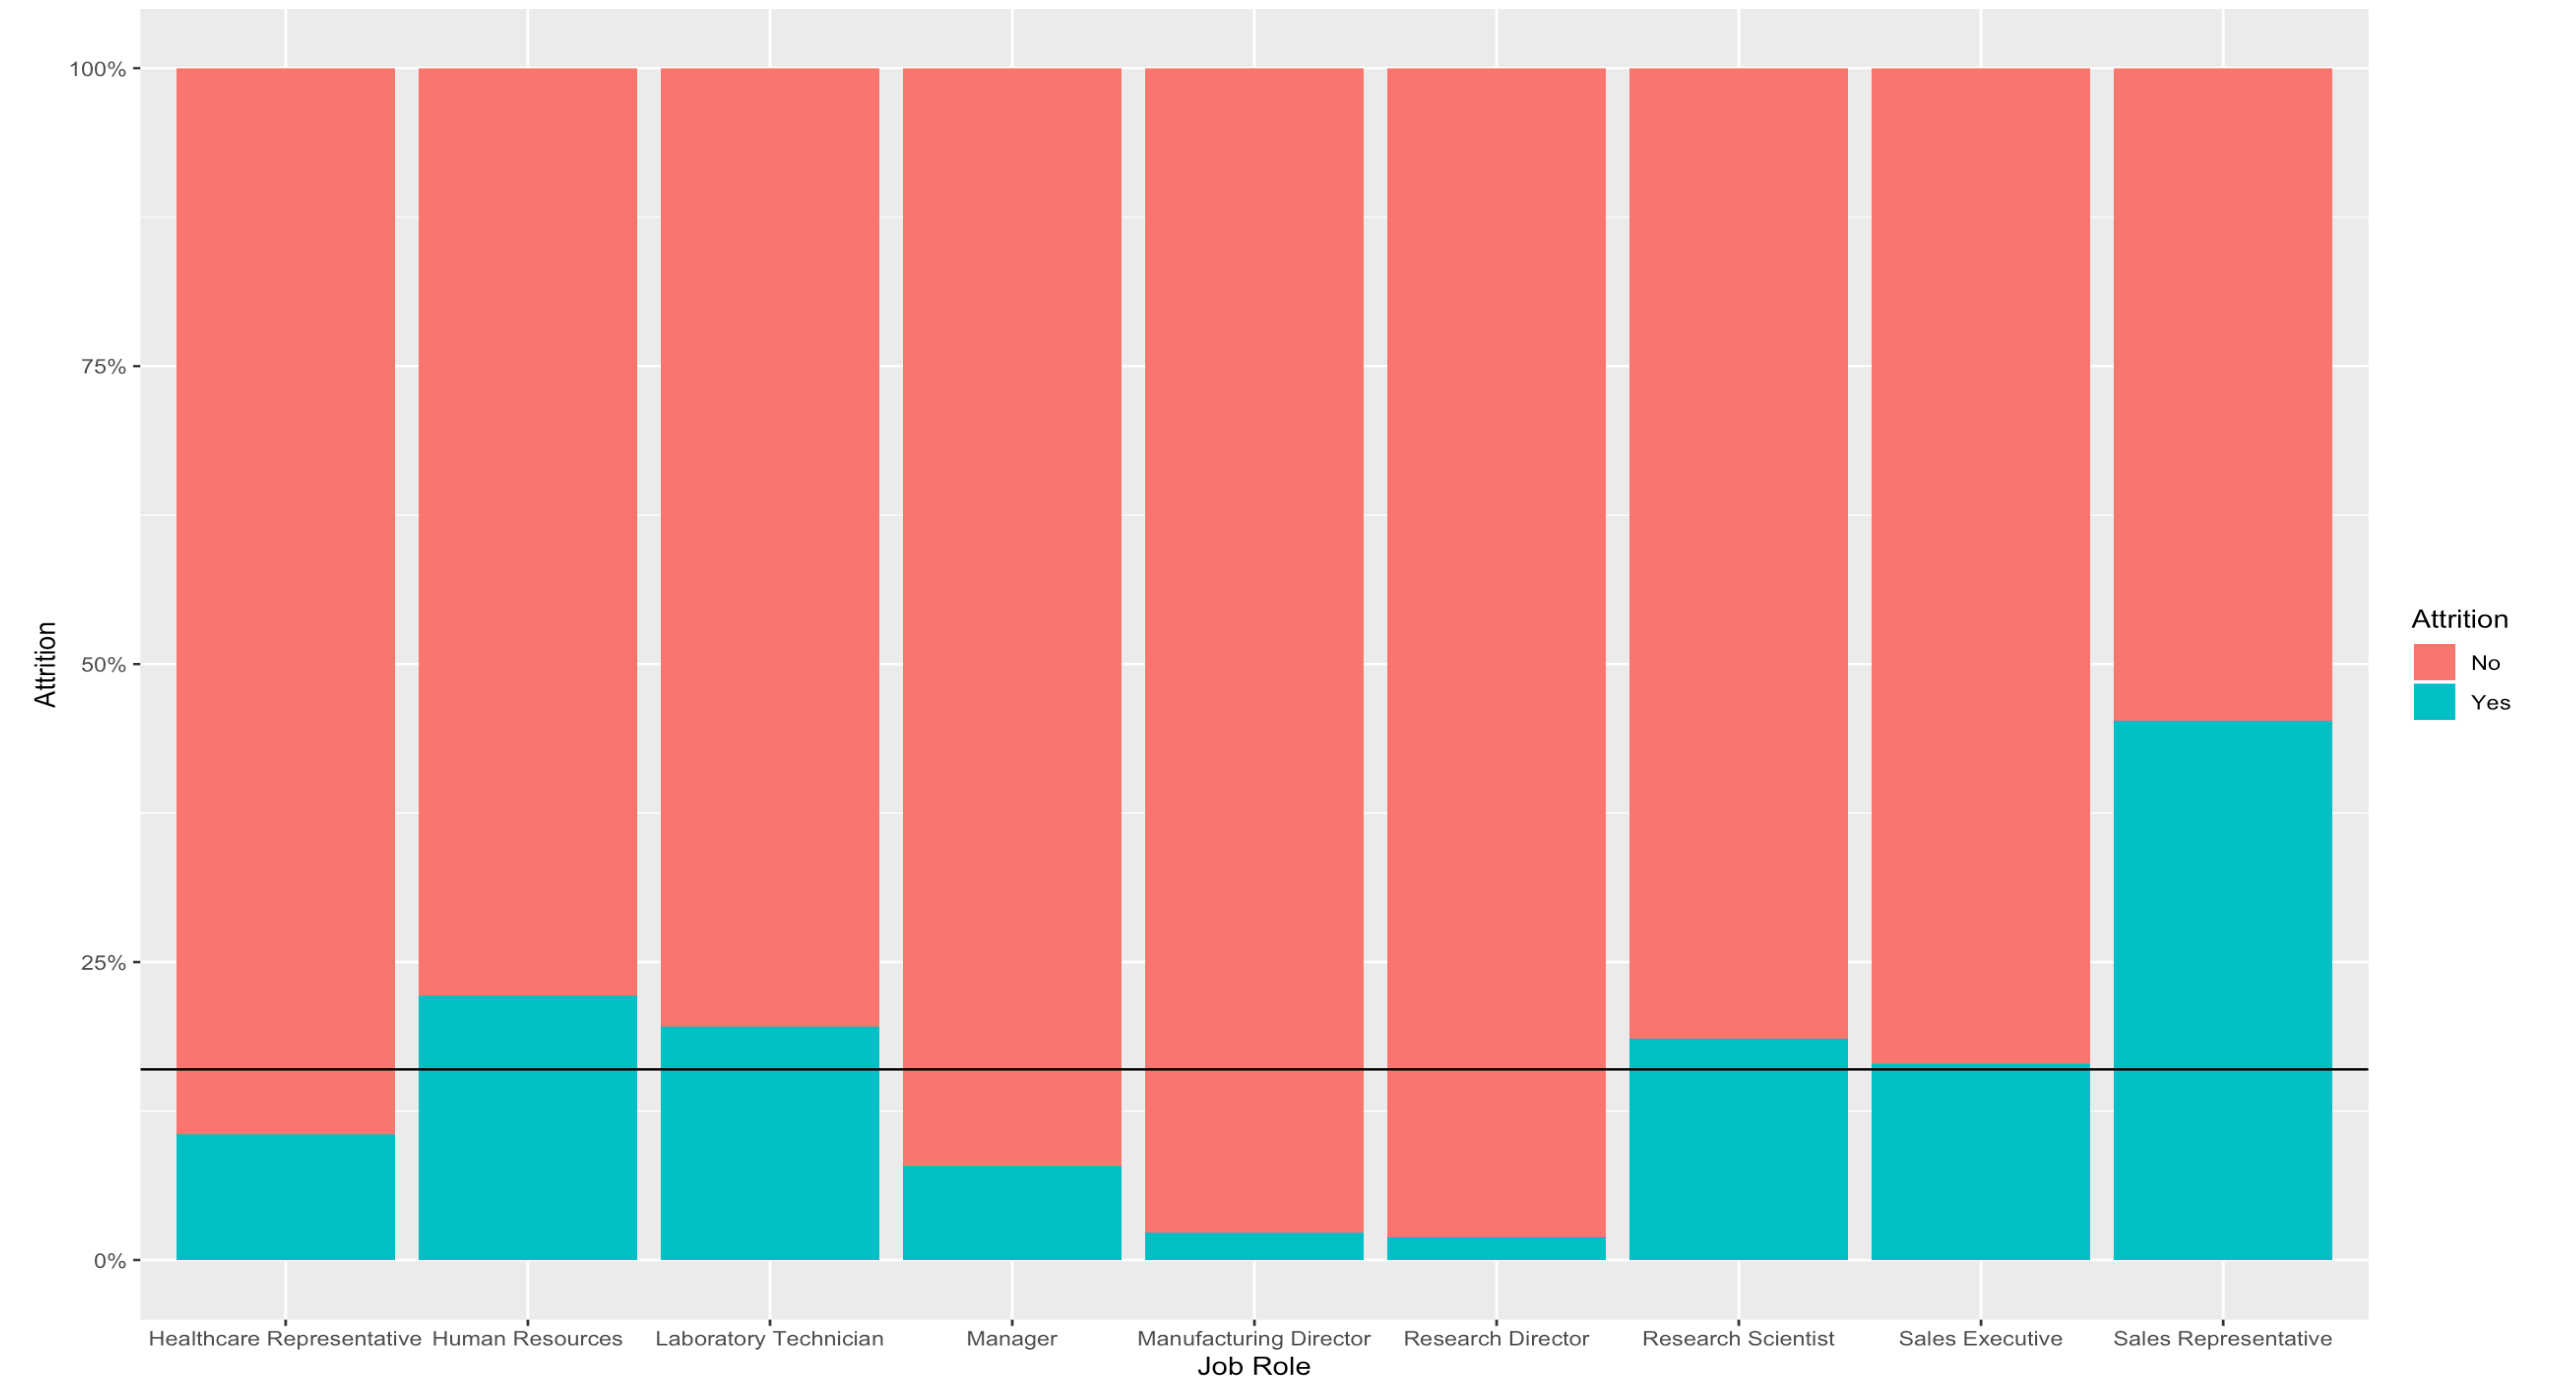 100%
75%
50%
25%
0%
Attrition
Healthcare Representative Human Resources Laboratory Technician Manager Manufacturing Director Research Director Research Scientist Sales Executive Sales Representative
Job Role
Attrition
No
Yes